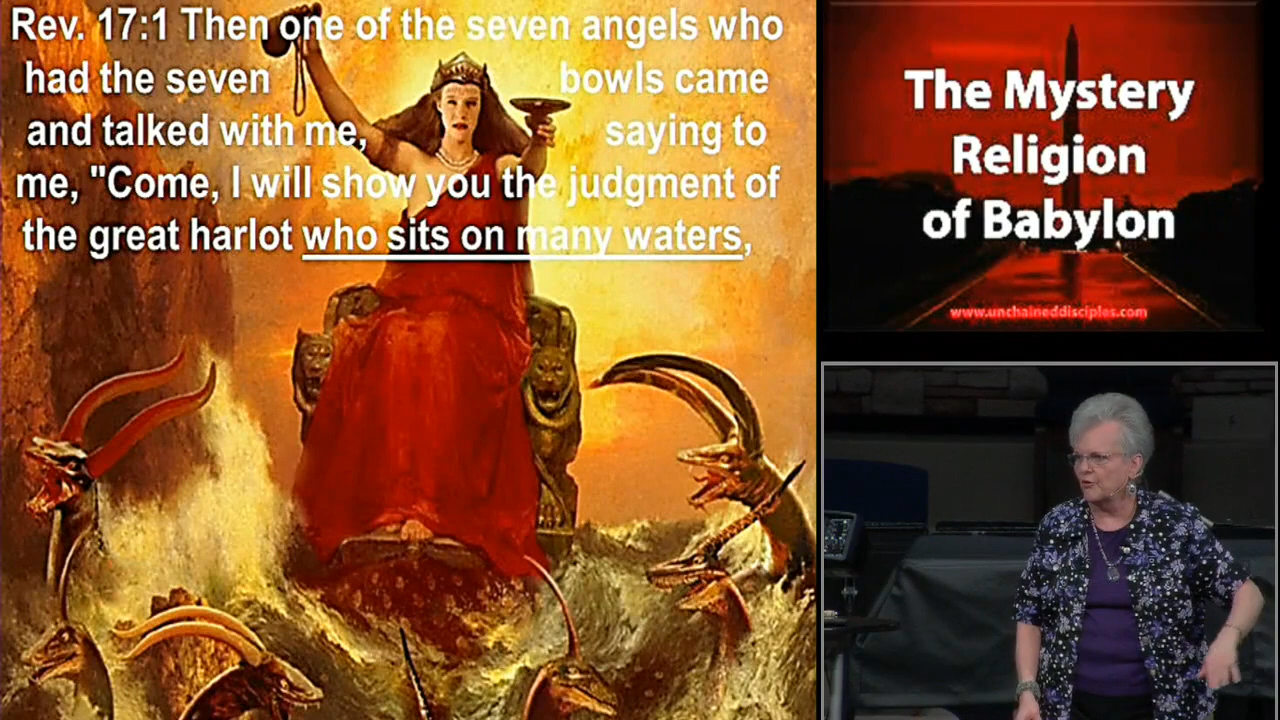 Rev. 17:1 Then one of the seven angels who
had the seven bowls came
and talked with me, saying to
me, "Come, I will show you the judgment of
the great harlot who sits on many waters,
The Mystery
Religion
of Babylon
www.unchaineddisciples.com